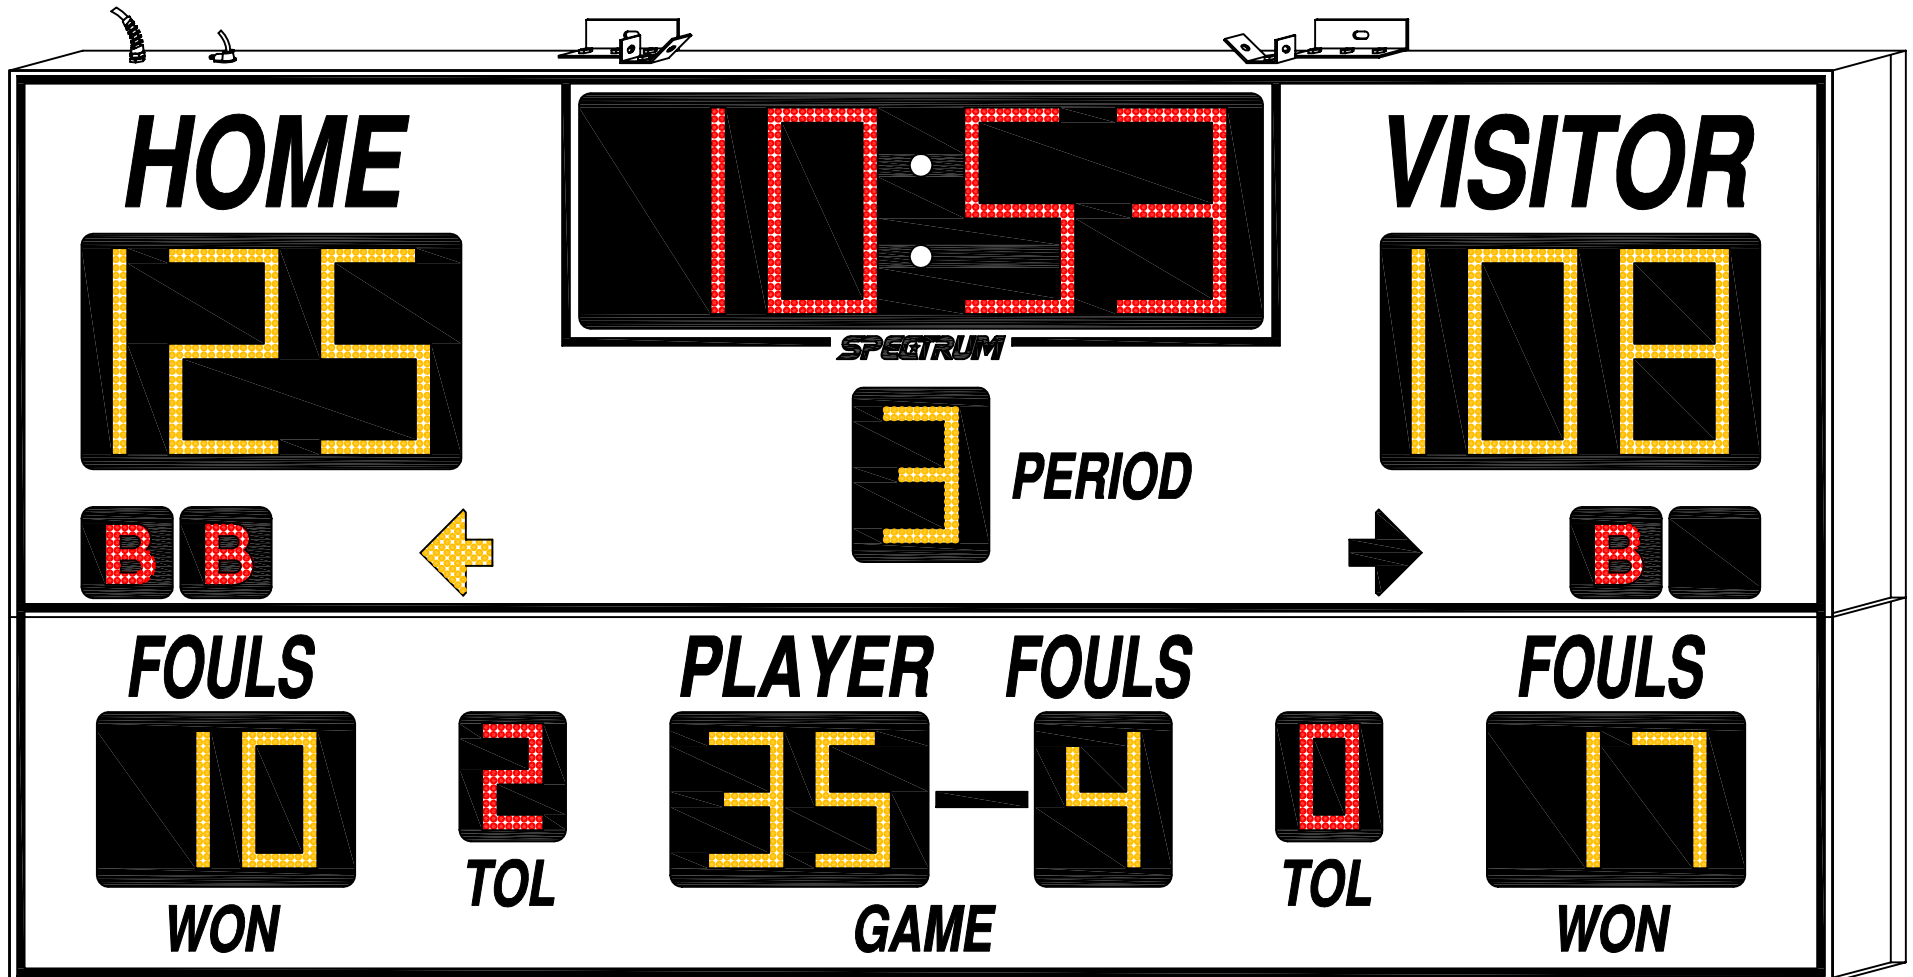 HOME 10:53 VISITOR
125 108
SPECTRUM
3 PERIOD
B B B
FOULS PLAYER FOULS FOULS
10 2 35-4 0 17
TOL TOL
WON GAME WON